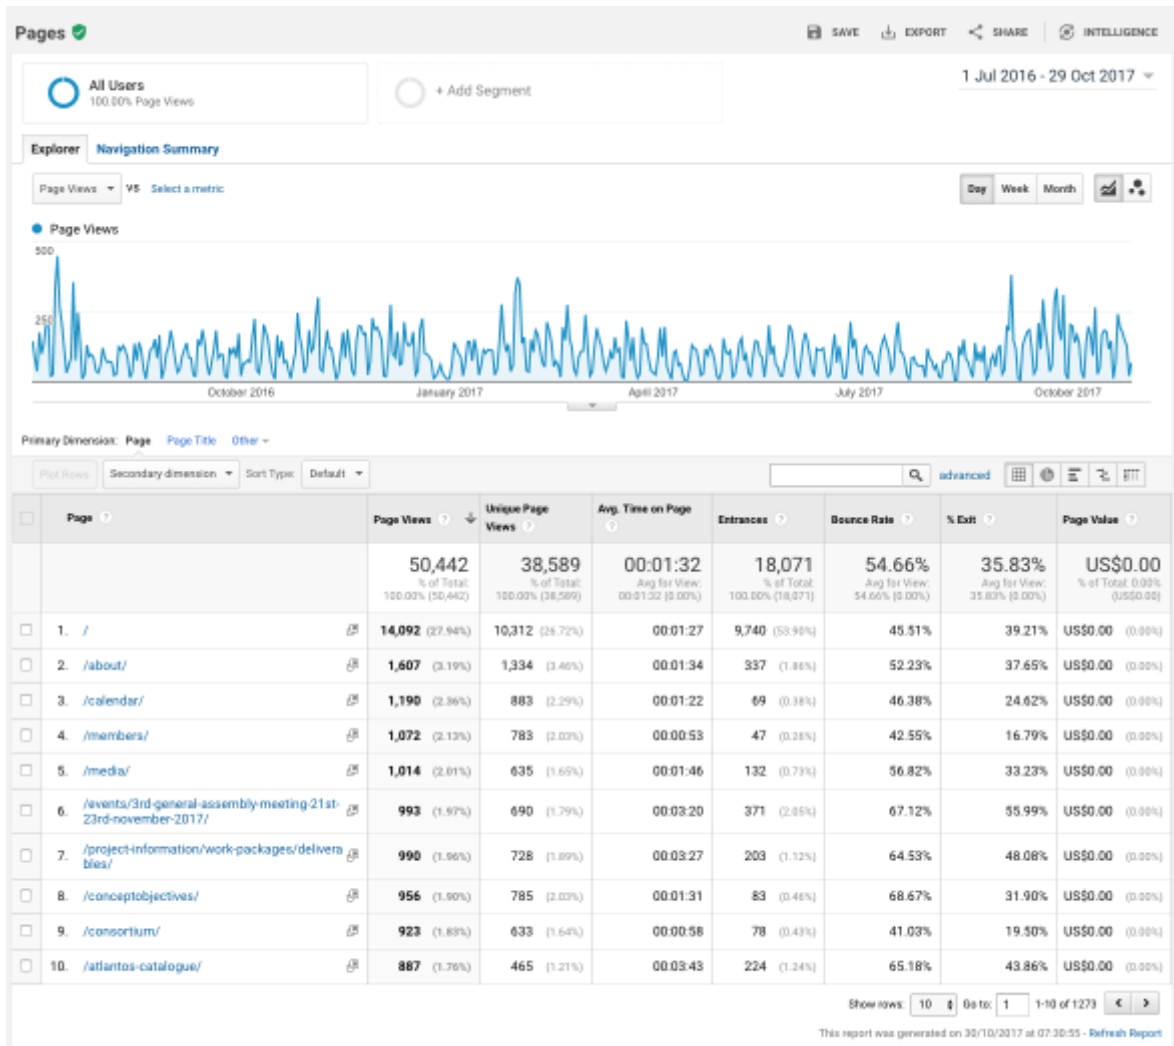 Pages
SAVE EXPORT SHARE INTELLIGENCE
All Users
100.00% Page Views
+ Add Segment
1 Jul 2016 - 29 Oct 2017
Explorer Navigation Summary
Page Views VS Select a metric
Day Week Month
Page Views
500
250
October 2016 January 2017 April 2017 July 2017 October 2017
Primary Dimension: Page Page Title Other
Plot Rows Secondary dimension Sort Type: Default advanced
Page Page Views Unique Page Views Avg. Time on Page Entrances Bounce Rate % Exit Page Value
50,442 38,589 00:01:32 18,071 54.66% 35.83% US$0.00
% of Total: % of Total: Avg for View: % of Total: Avg for View: Avg for View: % of Total: 0.00%
100.00% (50,442) 100.00% (38,589) 00:01:32 (0.00%) 100.00% (18,071) 54.66% (0.00%) 35.83% (0.00%) (US$0.00)
1. / 14,092 (27.94%) 10,312 (26.72%) 00:01:27 9,740 (53.90%) 45.51% 39.21% US$0.00 (0.00%)
2. /about/ 1,607 (3.19%) 1,334 (3.46%) 00:01:34 337 (1.86%) 52.23% 37.65% US$0.00 (0.00%)
3. /calendar/ 1,190 (2.36%) 883 (2.29%) 00:01:22 69 (0.38%) 46.38% 24.62% US$0.00 (0.00%)
4. /members/ 1,072 (2.13%) 783 (2.03%) 00:00:53 47 (0.26%) 42.55% 16.79% US$0.00 (0.00%)
5. /media/ 1,014 (2.01%) 635 (1.65%) 00:01:46 132 (0.73%) 56.82% 33.23% US$0.00 (0.00%)
6. /events/3rd-general-assembly-meeting-21st-
23rd-november-2017/ 993 (1.97%) 690 (1.79%) 00:03:20 371 (2.05%) 67.12% 55.99% US$0.00 (0.00%)
7. /project-information/work-packages/delivera
bles/ 990 (1.96%) 728 (1.89%) 00:03:27 203 (1.12%) 64.53% 48.08% US$0.00 (0.00%)
8. /conceptobjectives/ 956 (1.90%) 785 (2.03%) 00:01:31 83 (0.46%) 68.67% 31.90% US$0.00 (0.00%)
9. /consortium/ 923 (1.83%) 633 (1.64%) 00:00:58 78 (0.43%) 41.03% 19.50% US$0.00 (0.00%)
10. /atlantos-catalogue/ 887 (1.76%) 465 (1.21%) 00:03:43 224 (1.24%) 65.18% 43.86% US$0.00 (0.00%)
Show rows: 10 Go to: 1 1-10 of 1273
This report was generated on 30/10/2017 at 07:30:55 - Refresh Report